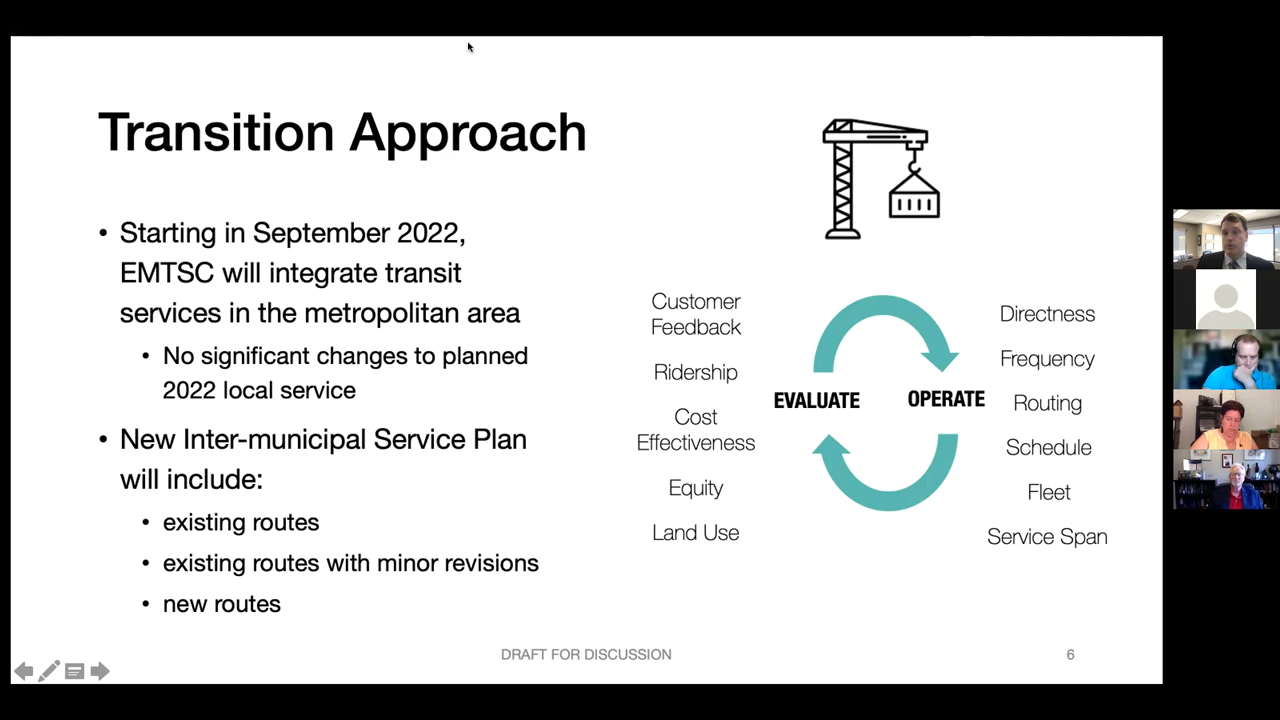 Transition Approach
• Starting in September 2022,
EMTSC will integrate transit
services in the metropolitan area
• No significant changes to planned
2022 local service
• New Inter-municipal Service Plan
will include:
• existing routes
• existing routes with minor revisions
• new routes
Customer
Feedback
Ridership
Cost
Effectiveness
Equity
Land Use
EVALUATE
OPERATE
Directness
Frequency
Routing
Schedule
Fleet
Service Span
DRAFT FOR DISCUSSION
6